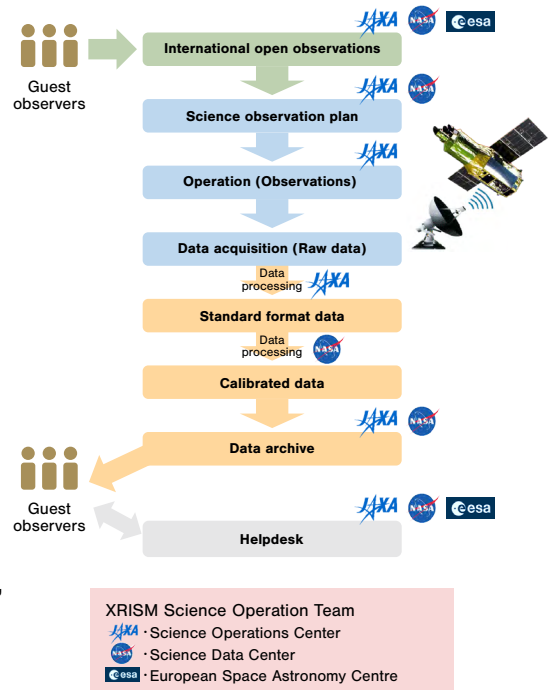 JAXA NASA esa
International open observations
Guest
observers
JAXA NASA
Science observation plan
JAXA
Operation (Observations)
Data acquisition (Raw data)
Data
processing JAXA
Standard format data
Data
processing NASA
Calibrated data
JAXA NASA
Data archive
Guest
observers
JAXA NASA esa
Helpdesk
XRISM Science Operation Team
JAXA ・Science Operations Center
NASA ・Science Data Center
esa ・European Space Astronomy Centre